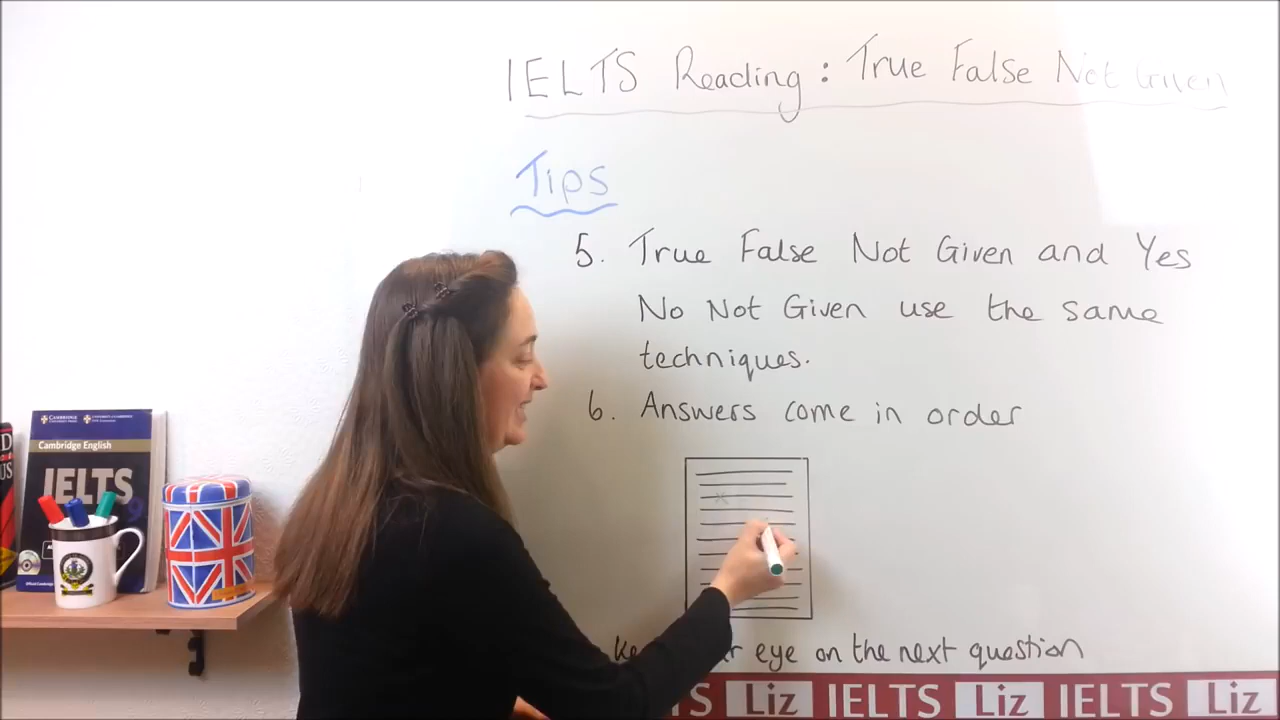 IELTS Reading : True False Not Given
Tips
5. True False Not Given and Yes
No Not Given use the same
techniques.
6. Answers come in order
eye on the next question
IELTS Liz IELTS Liz IELTS Liz
Cambridge English
IELTS